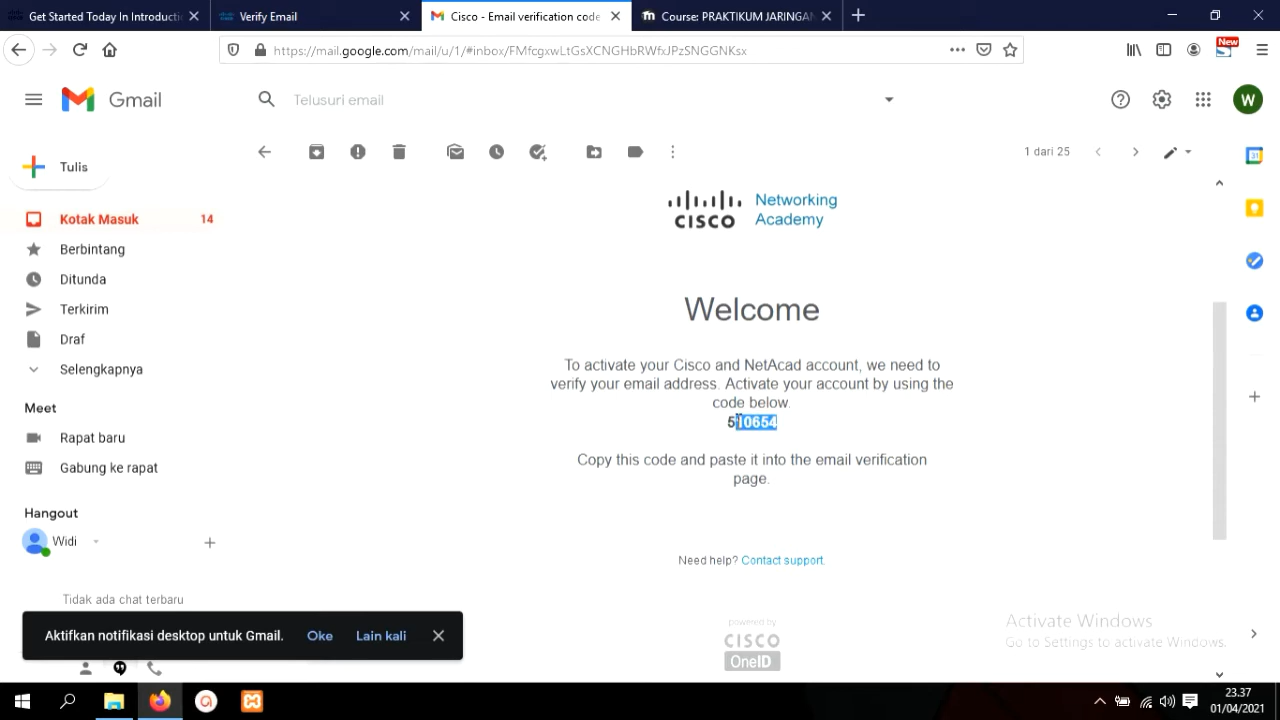 Get Started Today In Introducti
Verify Email
Cisco - Email verification code
Course: PRAKTIKUM JARINGAN
https://mail.google.com/mail/u/1/#inbox/FMfcgxwLtGsXCNGHbRWfxJPzSNGGNKsx
New
Gmail
Telusuri email
W
Tulis
1 dari 25
Kotak Masuk 14
Berbintang
Ditunda
Terkirim
Draf
Selengkapnya
Meet
Rapat baru
Gabung ke rapat
Hangout
Widi
Tidak ada chat terbaru
Aktifkan notifikasi desktop untuk Gmail. Oke Lain kali
CISCO Networking Academy
Welcome
To activate your Cisco and NetAcad account, we need to
verify your email address. Activate your account by using the
code below.
510654
Copy this code and paste it into the email verification
page.
Need help? Contact support.
powered by
CISCO
OneID
Activate Windows
Go to Settings to activate Windows.
31
23.37
01/04/2021